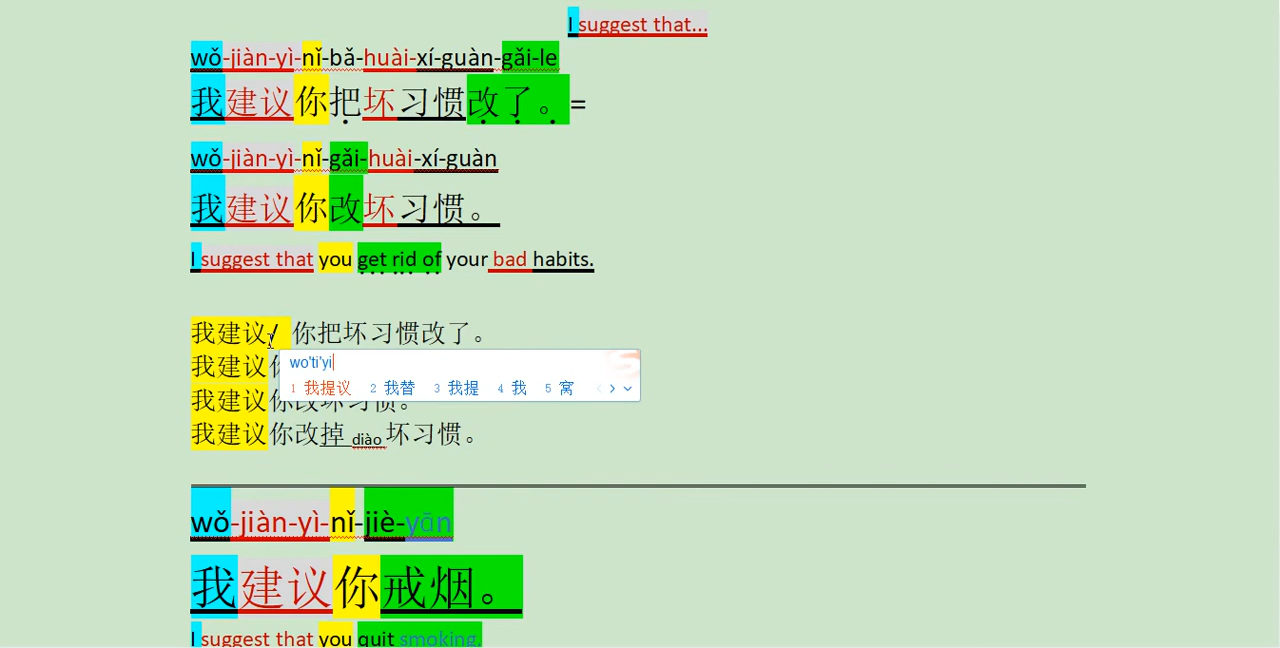 I suggest that...
wǒ-jiàn-yì-nǐ-bǎ-huài-xí-guàn-gǎi-le
我建议你把坏习惯改了。=
wǒ-jiàn-yì-nǐ-gǎi-huài-xí-guàn
我建议你改坏习惯。
I suggest that you get rid of your bad habits.
我建议/ 你把坏习惯改了。
wo'ti'yi
我建议
1 我提议 2 我替 3 我提 4 我 5 窝
我建议你改坏习惯。
我建议你改掉 diào 坏习惯。
wǒ-jiàn-yì-nǐ-jiè-yān
我建议你戒烟。
I suggest that you quit smoking.